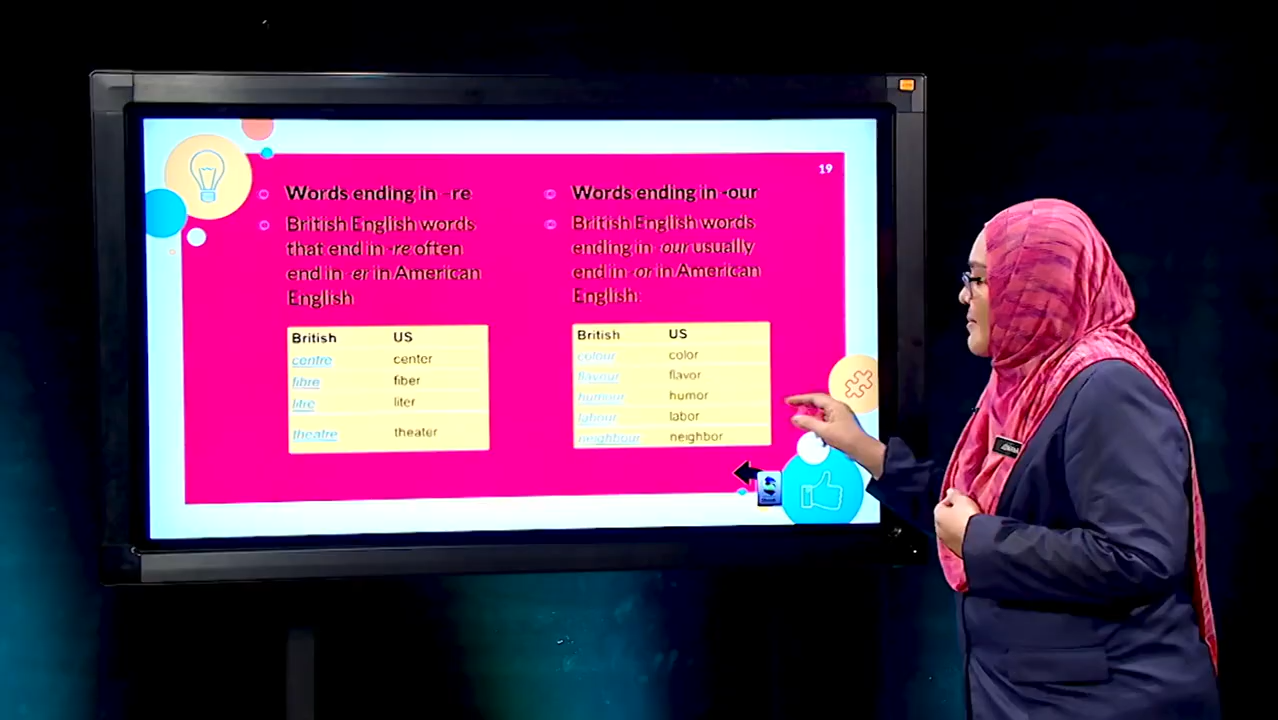 19
Words ending in -re
British English words
that end in -re often
end in -er in American
English
British US
centre center
fibre fiber
litre liter
theatre theater
Words ending in -our
British English words
ending in -our usually
end in -or in American
English:
British US
colour color
flavour flavor
humour humor
labour labor
neighbour neighbor